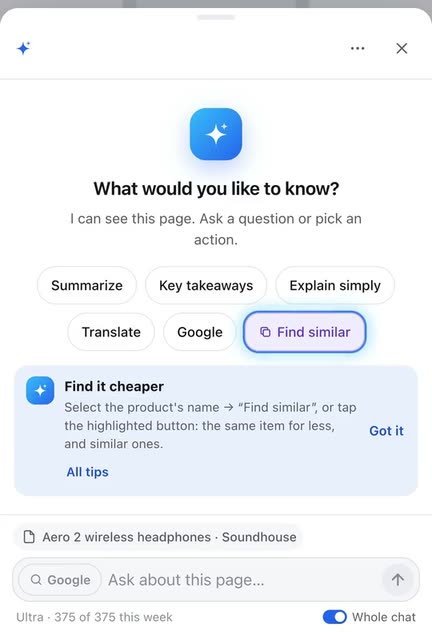 What would you like to know?
I can see this page. Ask a question or pick an
action.
Summarize
Key takeaways
Explain simply
Translate
Google
Find similar
Find it cheaper
Select the product's name → “Find similar”, or tap
the highlighted button: the same item for less,
and similar ones.
Got it
All tips
Aero 2 wireless headphones · Soundhouse
Google
Ask about this page...
Ultra · 375 of 375 this week
Whole chat